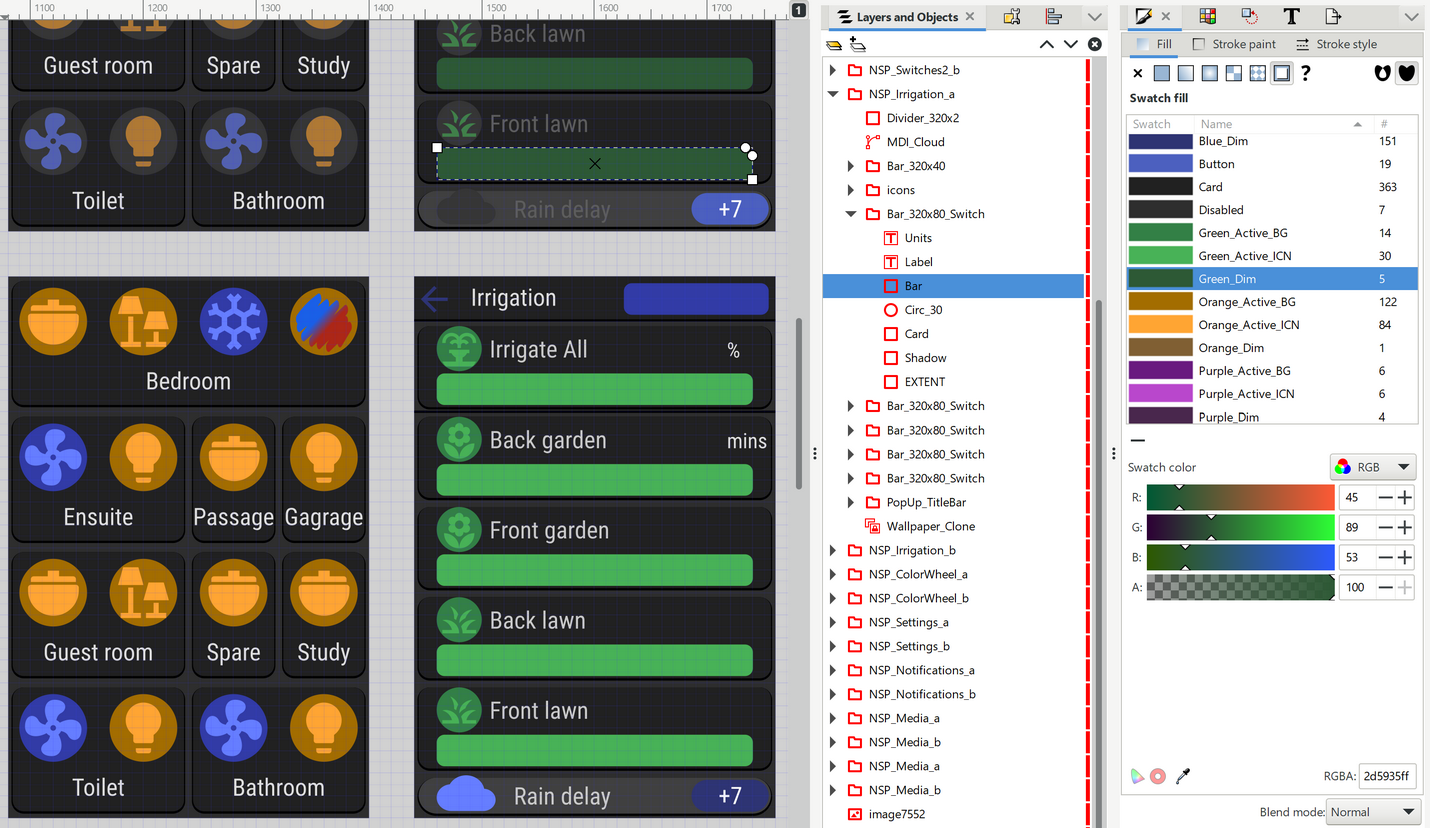 1100
1200
1300
1400
1500
1600
1700
1
Guest room
Spare
Study
Toilet
Bathroom
Back lawn
Front lawn
Rain delay
+7
Bedroom
Ensuite
Passage
Gagrage
Guest room
Spare
Study
Toilet
Bathroom
Irrigation
Irrigate All
%
Back garden
mins
Front garden
Back lawn
Front lawn
Rain delay
+7
Layers and Objects
NSP_Switches2_b
NSP_Irrigation_a
Divider_320x2
MDI_Cloud
Bar_320x40
icons
Bar_320x80_Switch
Units
Label
Bar
Circ_30
Card
Shadow
EXTENT
Bar_320x80_Switch
Bar_320x80_Switch
Bar_320x80_Switch
Bar_320x80_Switch
PopUp_TitleBar
Wallpaper_Clone
NSP_Irrigation_b
NSP_ColorWheel_a
NSP_ColorWheel_b
NSP_Settings_a
NSP_Settings_b
NSP_Notifications_a
NSP_Notifications_b
NSP_Media_a
NSP_Media_b
NSP_Media_a
NSP_Media_b
image7552
Fill
Stroke paint
Stroke style
Swatch fill
Swatch Name #
Blue_Dim 151
Button 19
Card 363
Disabled 7
Green_Active_BG 14
Green_Active_ICN 30
Green_Dim 5
Orange_Active_BG 122
Orange_Active_ICN 84
Orange_Dim 1
Purple_Active_BG 6
Purple_Active_ICN 6
Purple_Dim 4
Swatch color RGB
R: 45
G: 89
B: 53
A: 100
RGBA: 2d5935ff
Blend mode: Normal